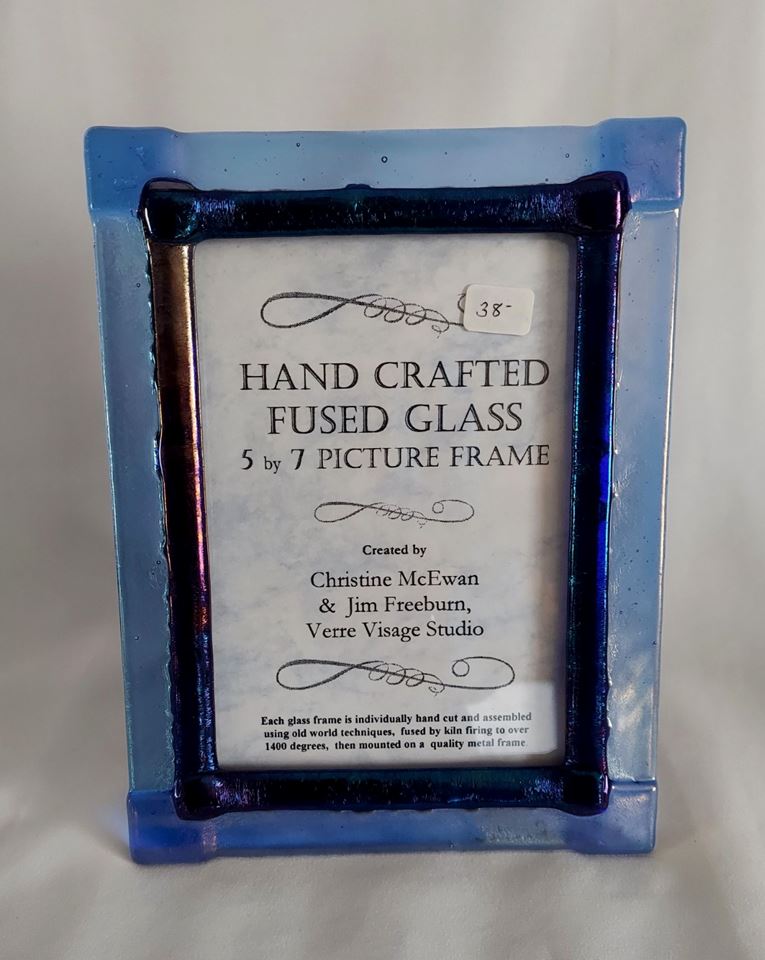 38-
HAND CRAFTED
FUSED GLASS
5 by 7 PICTURE FRAME
Created by
Christine McEwan
& Jim Freeburn,
Verre Visage Studio
Each glass frame is individually hand cut and assembled
using old world techniques, fused by kiln firing to over
1400 degrees, then mounted on a quality metal frame